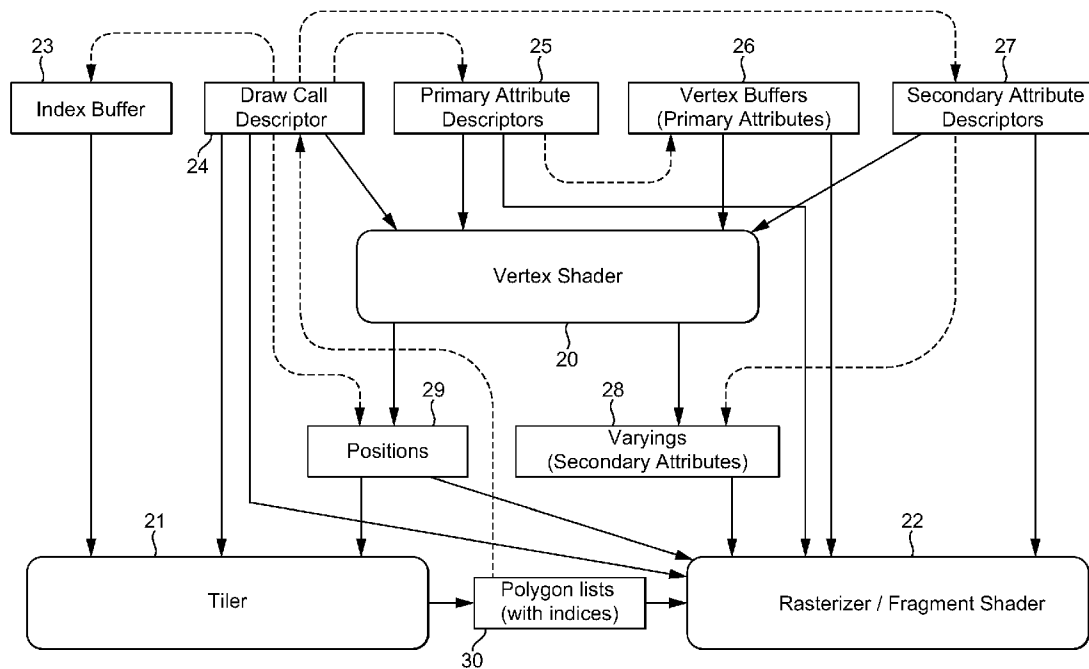 23
25
26
27
Index Buffer
Draw Call
Descriptor
Primary Attribute
Descriptors
Vertex Buffers
(Primary Attributes)
Secondary Attribute
Descriptors
24
Vertex Shader
20
29
28
Positions
Varyings
(Secondary Attributes)
21
22
Tiler
Polygon lists
(with indices)
Rasterizer / Fragment Shader
30